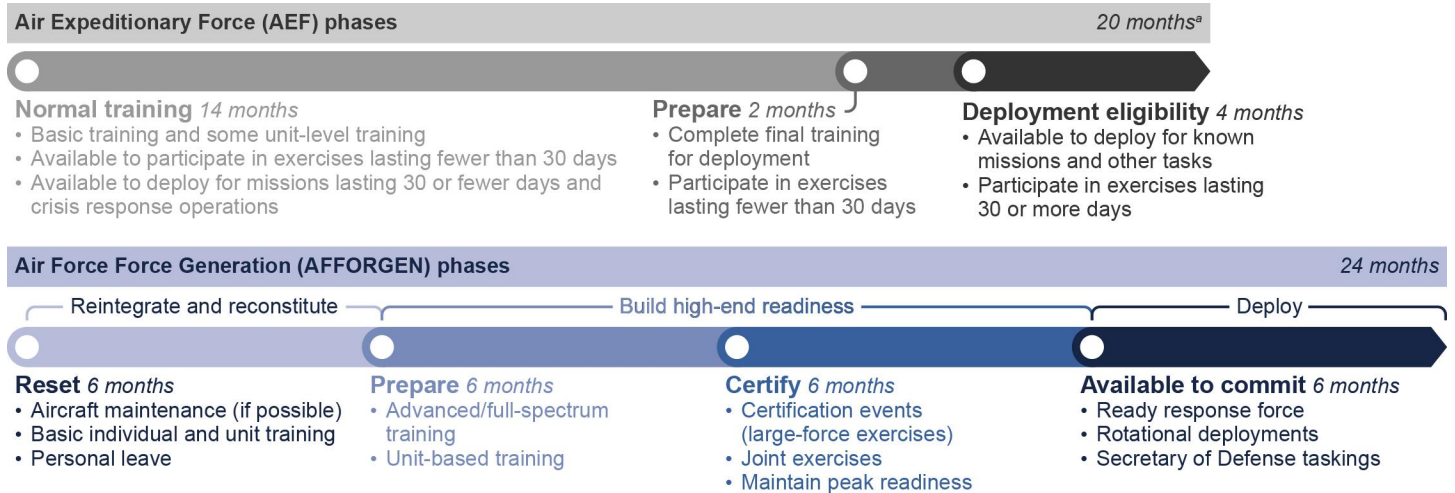 Air Expeditionary Force (AEF) phases 20 monthsª
Normal training 14 months
• Basic training and some unit-level training
• Available to participate in exercises lasting fewer than 30 days
• Available to deploy for missions lasting 30 or fewer days and
crisis response operations
Prepare 2 months
• Complete final training
for deployment
• Participate in exercises
lasting fewer than 30 days
Deployment eligibility 4 months
• Available to deploy for known
missions and other tasks
• Participate in exercises lasting
30 or more days
Air Force Force Generation (AFFORGEN) phases 24 months
Reintegrate and reconstitute Build high-end readiness Deploy
Reset 6 months
• Aircraft maintenance (if possible)
• Basic individual and unit training
• Personal leave
Prepare 6 months
• Advanced/full-spectrum
training
• Unit-based training
Certify 6 months
• Certification events
(large-force exercises)
• Joint exercises
• Maintain peak readiness
Available to commit 6 months
• Ready response force
• Rotational deployments
• Secretary of Defense taskings